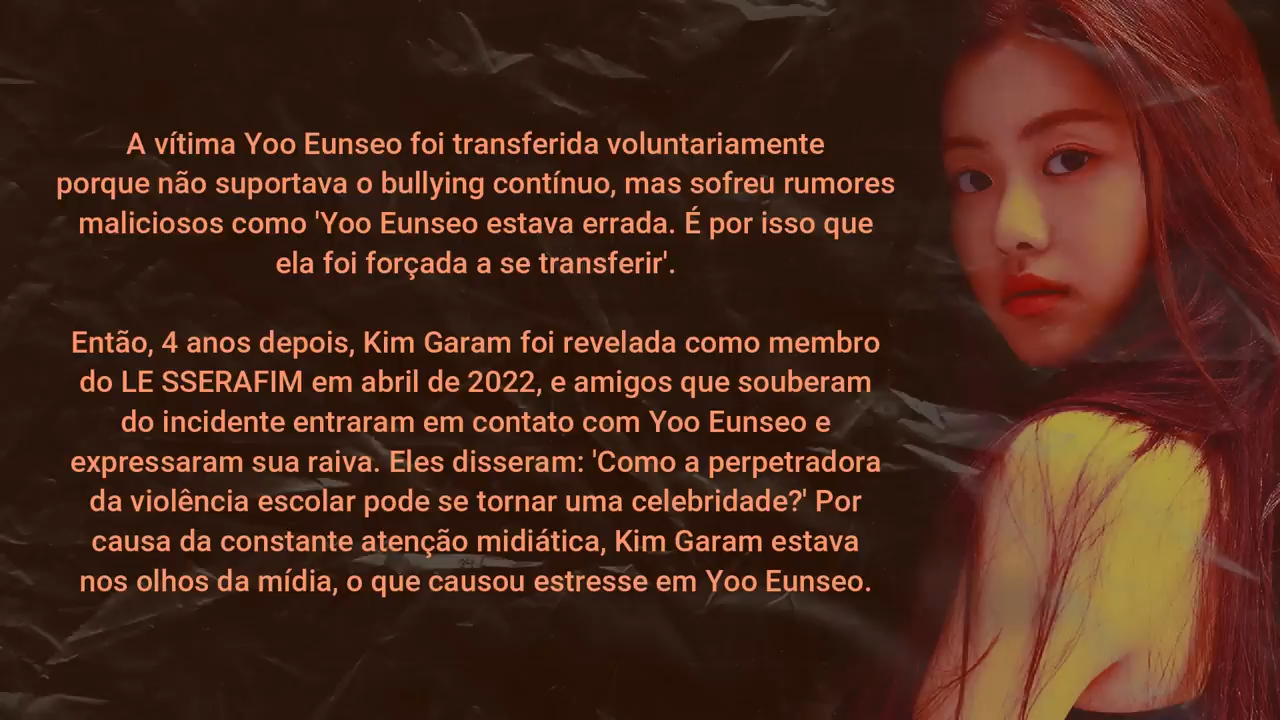 A vítima Yoo Eunseo foi transferida voluntariamente
porque não suportava o bullying contínuo, mas sofreu rumores
maliciosos como 'Yoo Eunseo estava errada. É por isso que
ela foi forçada a se transferir'.
Então, 4 anos depois, Kim Garam foi revelada como membro
do LE SSERAFIM em abril de 2022, e amigos que souberam
do incidente entraram em contato com Yoo Eunseo e
expressaram sua raiva. Eles disseram: 'Como a perpetradora
da violência escolar pode se tornar uma celebridade?' Por
causa da constante atenção midiática, Kim Garam estava
nos olhos da mídia, o que causou estresse em Yoo Eunseo.